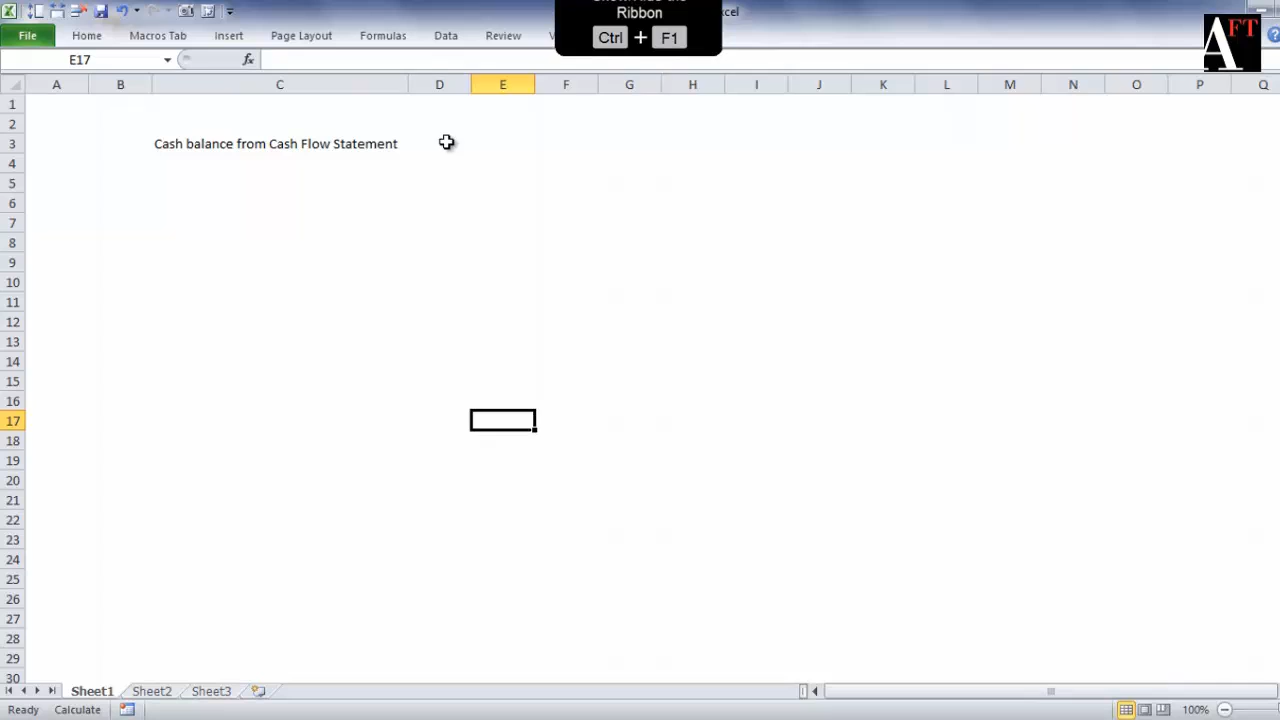 Ribbon
Ctrl + F1
xcel
AFT
File Home Macros Tab Insert Page Layout Formulas Data Review
E17 fx
A B C D E F G H I J K L M N O P Q
1
2
3 Cash balance from Cash Flow Statement
4
5
6
7
8
9
10
11
12
13
14
15
16
17
18
19
20
21
22
23
24
25
26
27
28
29
30
Sheet1 Sheet2 Sheet3
Ready Calculate 100%